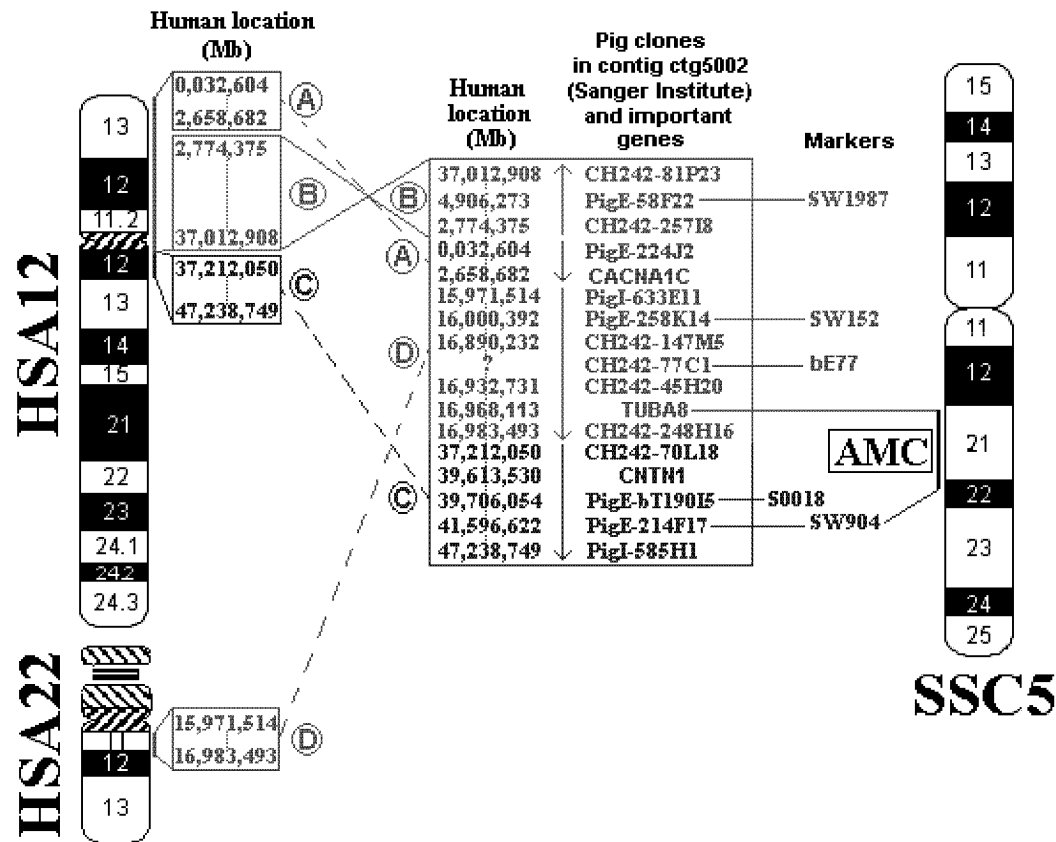 Human location
(Mb)
0,032,604
2,658,682
A
2,774,375
B
37,012,908
37,212,050
C
47,238,749
HSA12
13
12
11.2
12
13
14
15
21
22
23
24.1
24.2
24.3
HSA22
12
13
15,971,514
16,983,493
D
Human
location
(Mb)
Pig clones
in contig ctg5002
(Sanger Institute)
and important
genes
Markers
B
A
D
C
37,012,908 CH242-81P23
4,906,273 PigE-58F22 SW1987
2,774,375 CH242-257I8
0,032,604 PigE-224J2
2,658,682 CACNA1C
15,971,514 PigI-633E11
16,000,392 PigE-258K14 SW152
16,890,232 CH242-147M5
? CH242-77C1 bE77
16,932,731 CH242-45H20
16,968,113 TUBA8
16,983,493 CH242-248H16
37,212,050 CH242-70L18
39,613,530 CNTN1
39,706,054 PigE-bT190I5 S0018
41,596,622 PigE-214F17 SW904
47,238,749 PigI-585H1
AMC
15
14
13
12
11
11
12
21
22
23
24
25
SSC5